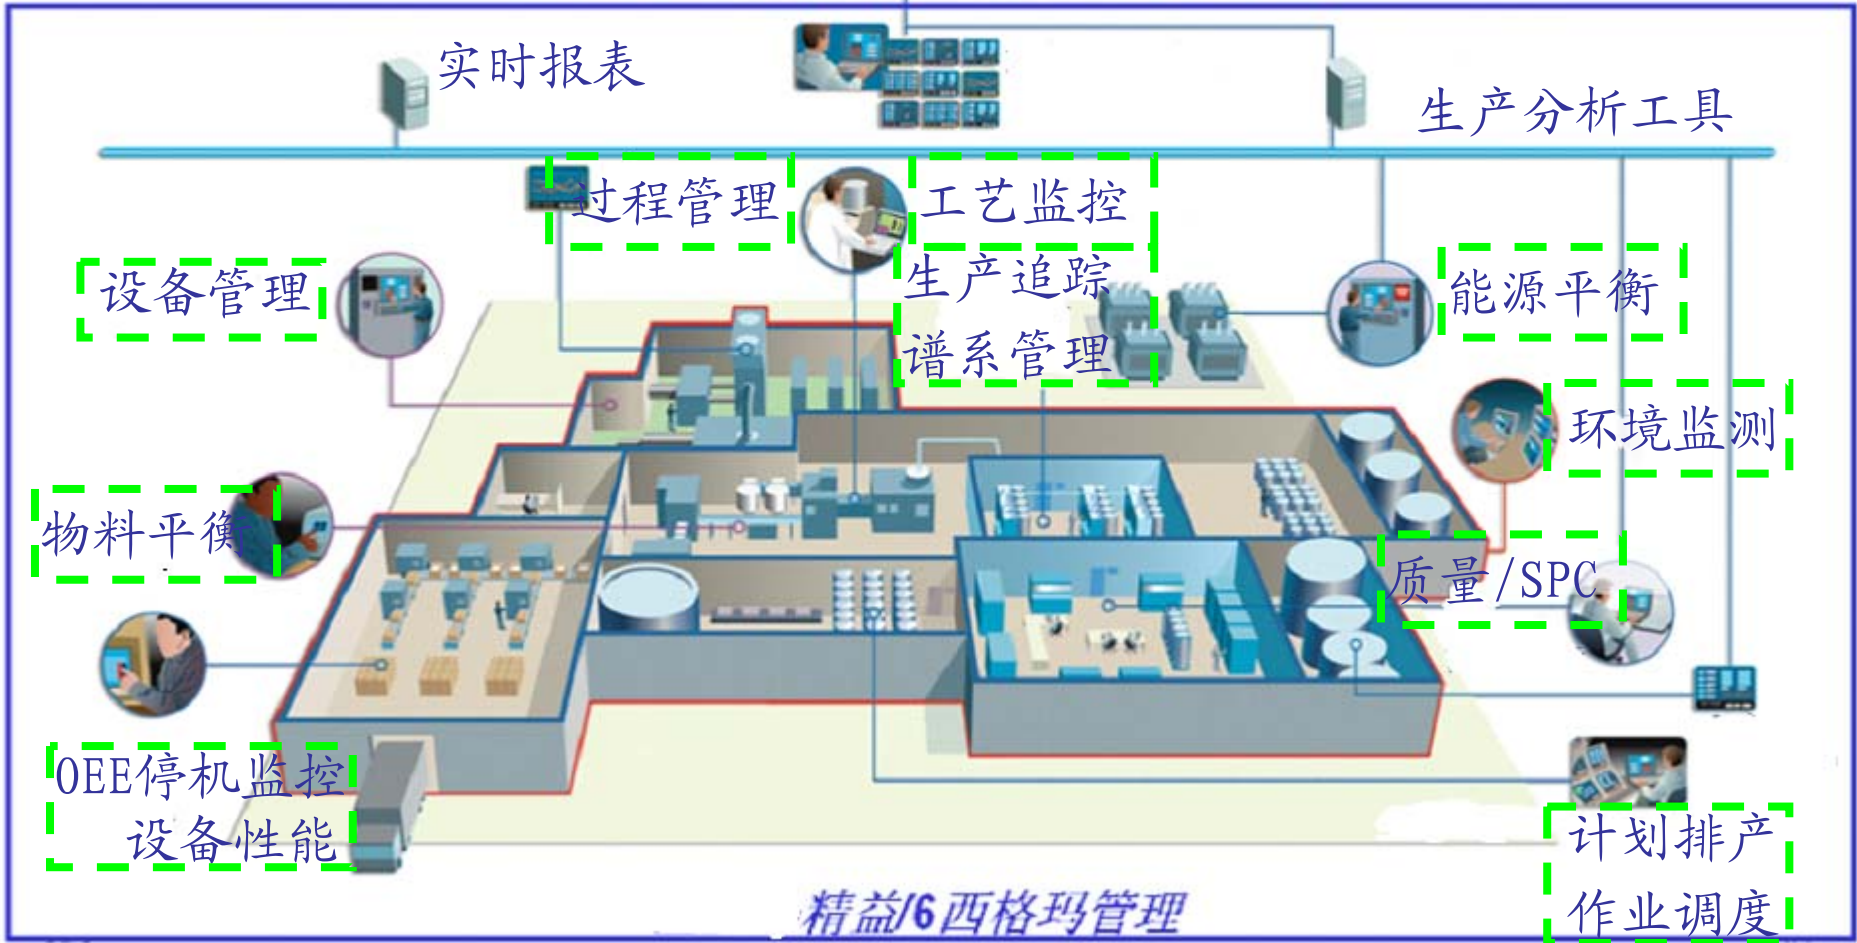 实时报表
生产分析工具
过程管理
工艺监控
设备管理
生产追踪
谱系管理
能源平衡
环境监测
物料平衡
质量/SPC
OEE停机监控
设备性能
计划排产
作业调度
精益/6西格玛管理